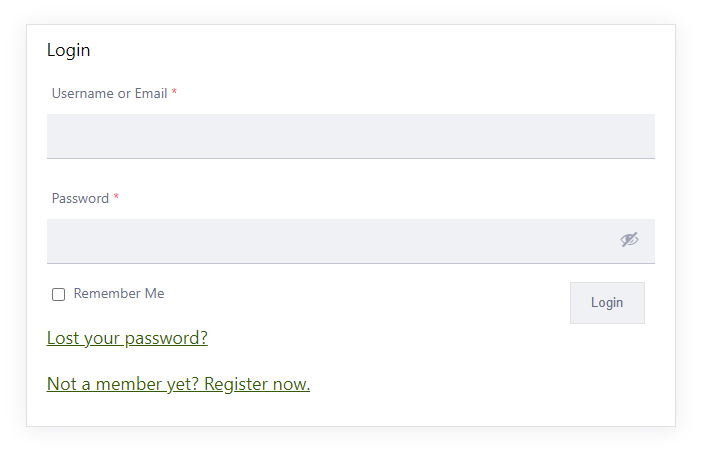 Login
Username or Email *
Password *
Remember Me
Login
Lost your password?
Not a member yet? Register now.